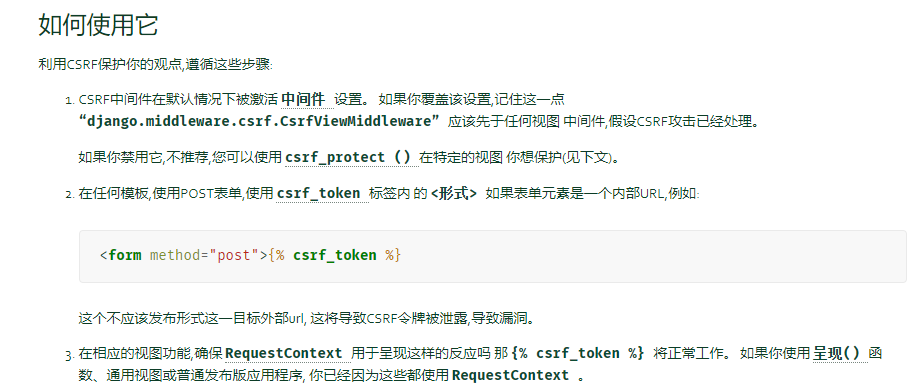 如何使用它
利用CSRF保护你的观点,遵循这些步骤:
1. CSRF中间件在默认情况下被激活 中间件 设置。 如果你覆盖该设置,记住这一点
“django.middleware.csrf.CsrfViewMiddleware” 应该先于任何视图 中间件,假设CSRF攻击已经处理。
如果你禁用它,不推荐,您可以使用 csrf_protect () 在特定的视图 你想保护(见下文)。
2. 在任何模板,使用POST表单,使用 csrf_token 标签内 的 <形式> 如果表单元素是一个内部URL,例如:
<form method="post">{% csrf_token %}
这个不应该发布形式这一目标外部url, 这将导致CSRF令牌被泄露,导致漏洞。
3. 在相应的视图功能,确保 RequestContext 用于呈现这样的反应吗 那 {% csrf_token %} 将正常工作。 如果你使用 呈现() 函
数、通用视图或普通发布版应用程序, 你已经因为这些都使用 RequestContext 。